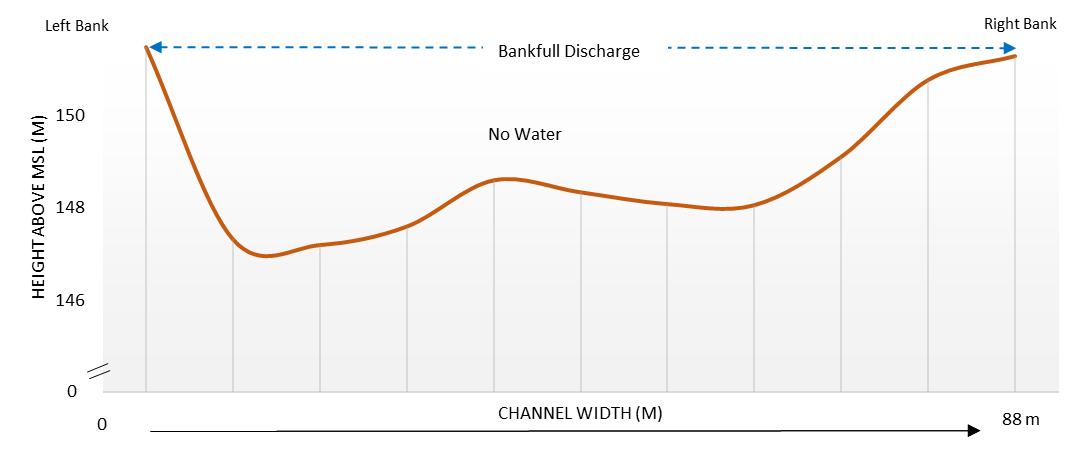 Left Bank
Right Bank
Bankfull Discharge
150
No Water
148
146
0
HEIGHT ABOVE MSL (M)
CHANNEL WIDTH (M)
0
88 m